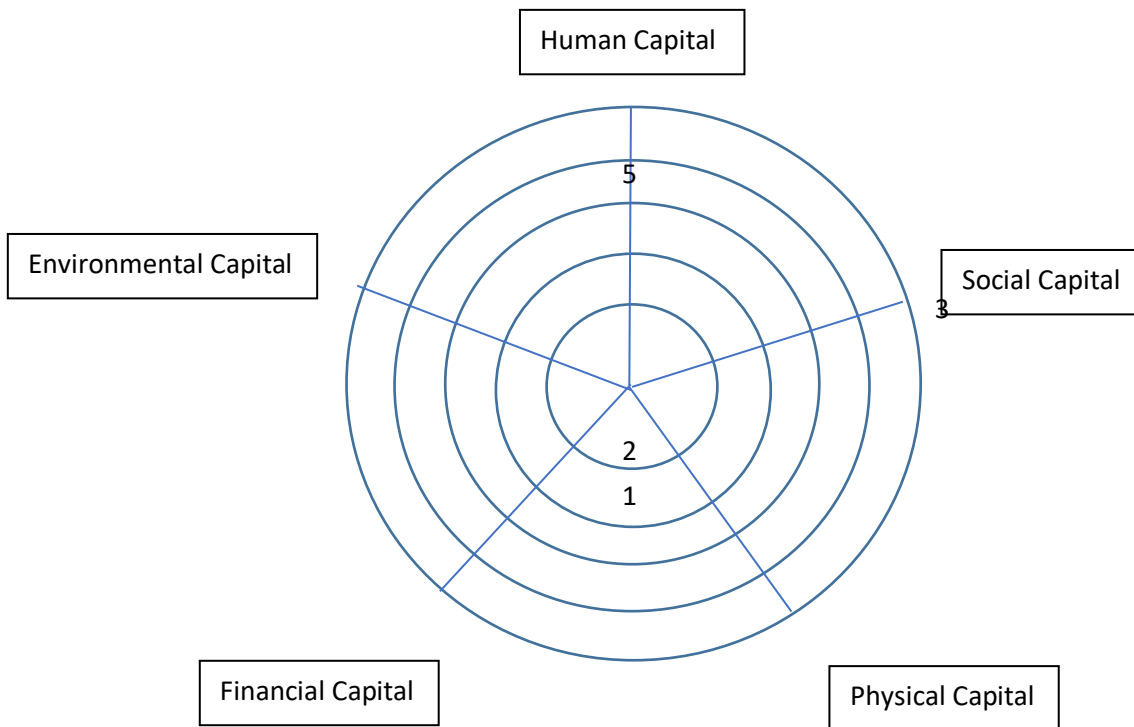 Human Capital
5
Environmental Capital
Social Capital
3
2
1
Financial Capital
Physical Capital